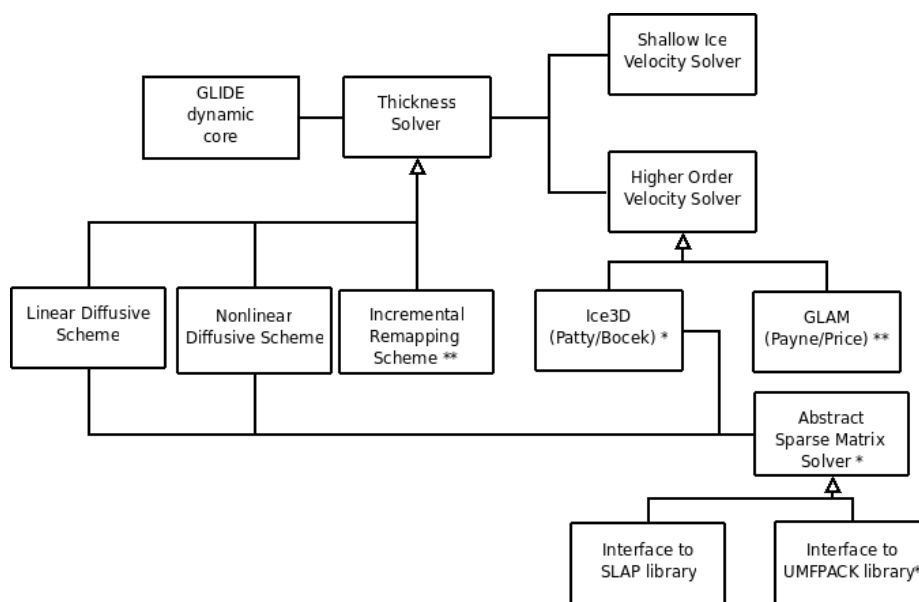 Shallow Ice
Velocity Solver
GLIDE
dynamic
core
Thickness
Solver
Higher Order
Velocity Solver
Linear Diffusive
Scheme
Nonlinear
Diffusive Scheme
Incremental
Remapping
Scheme **
Ice3D
(Patty/Bocek) *
GLAM
(Payne/Price) **
Abstract
Sparse Matrix
Solver *
Interface to
SLAP library
Interface to
UMFPACK library*